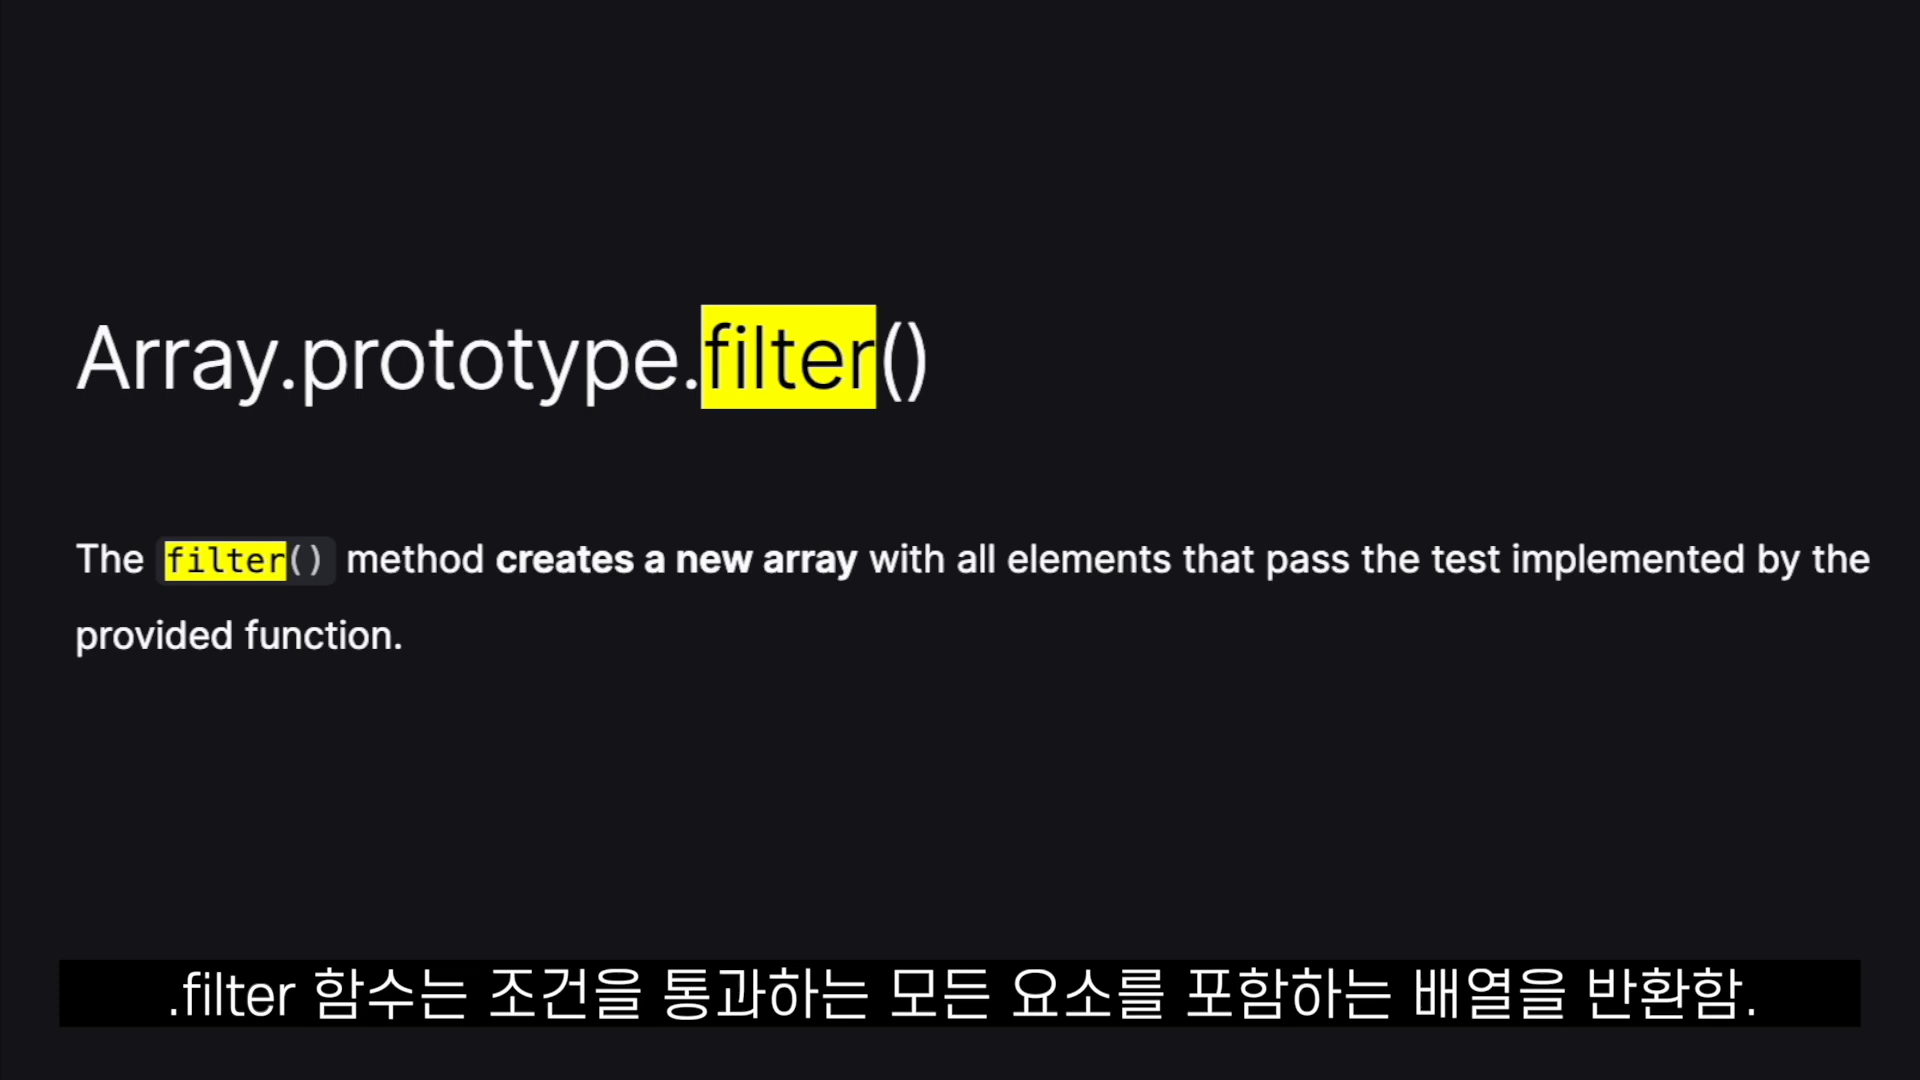 Array.prototype.filter()
The filter() method creates a new array with all elements that pass the test implemented by the
provided function.
.filter 함수는 조건을 통과하는 모든 요소를 포함하는 배열을 반환함.